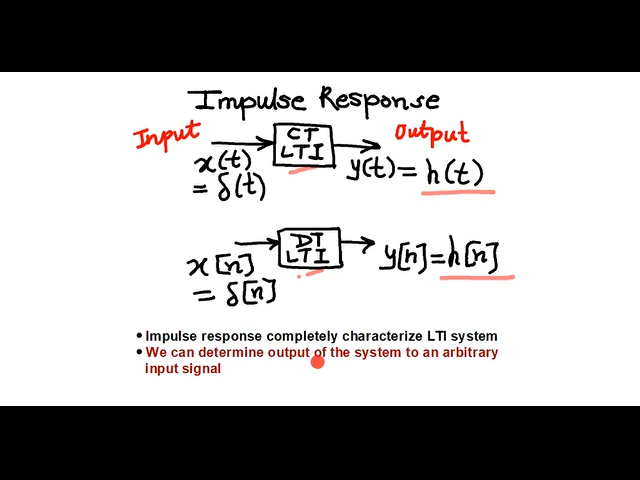 Impulse Response
Input CT LTI Output
x(t) = δ(t) y(t) = h(t)
DT LTI
x[n] = δ[n] y[n] = h[n]
• Impulse response completely characterize LTI system
• We can determine output of the system to an arbitrary
input signal